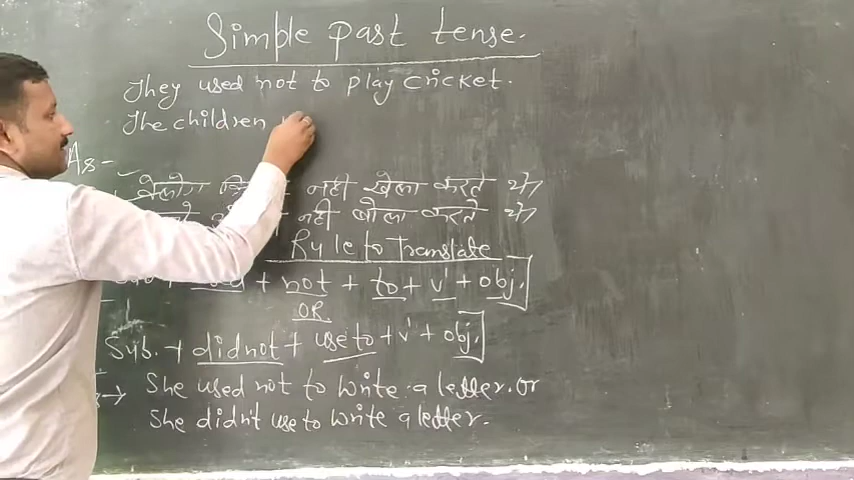 Simple past tense.
They used not to play cricket.
The children
As:-
वेलोग नही खेला करते थे।
नही बोला करते थे।
Rule to Translate
+ not + to + v' + obj.
OR
Sub. + didnot + use to + v' + obj.
She used not to write a letter. or
She didn't use to write a letter.